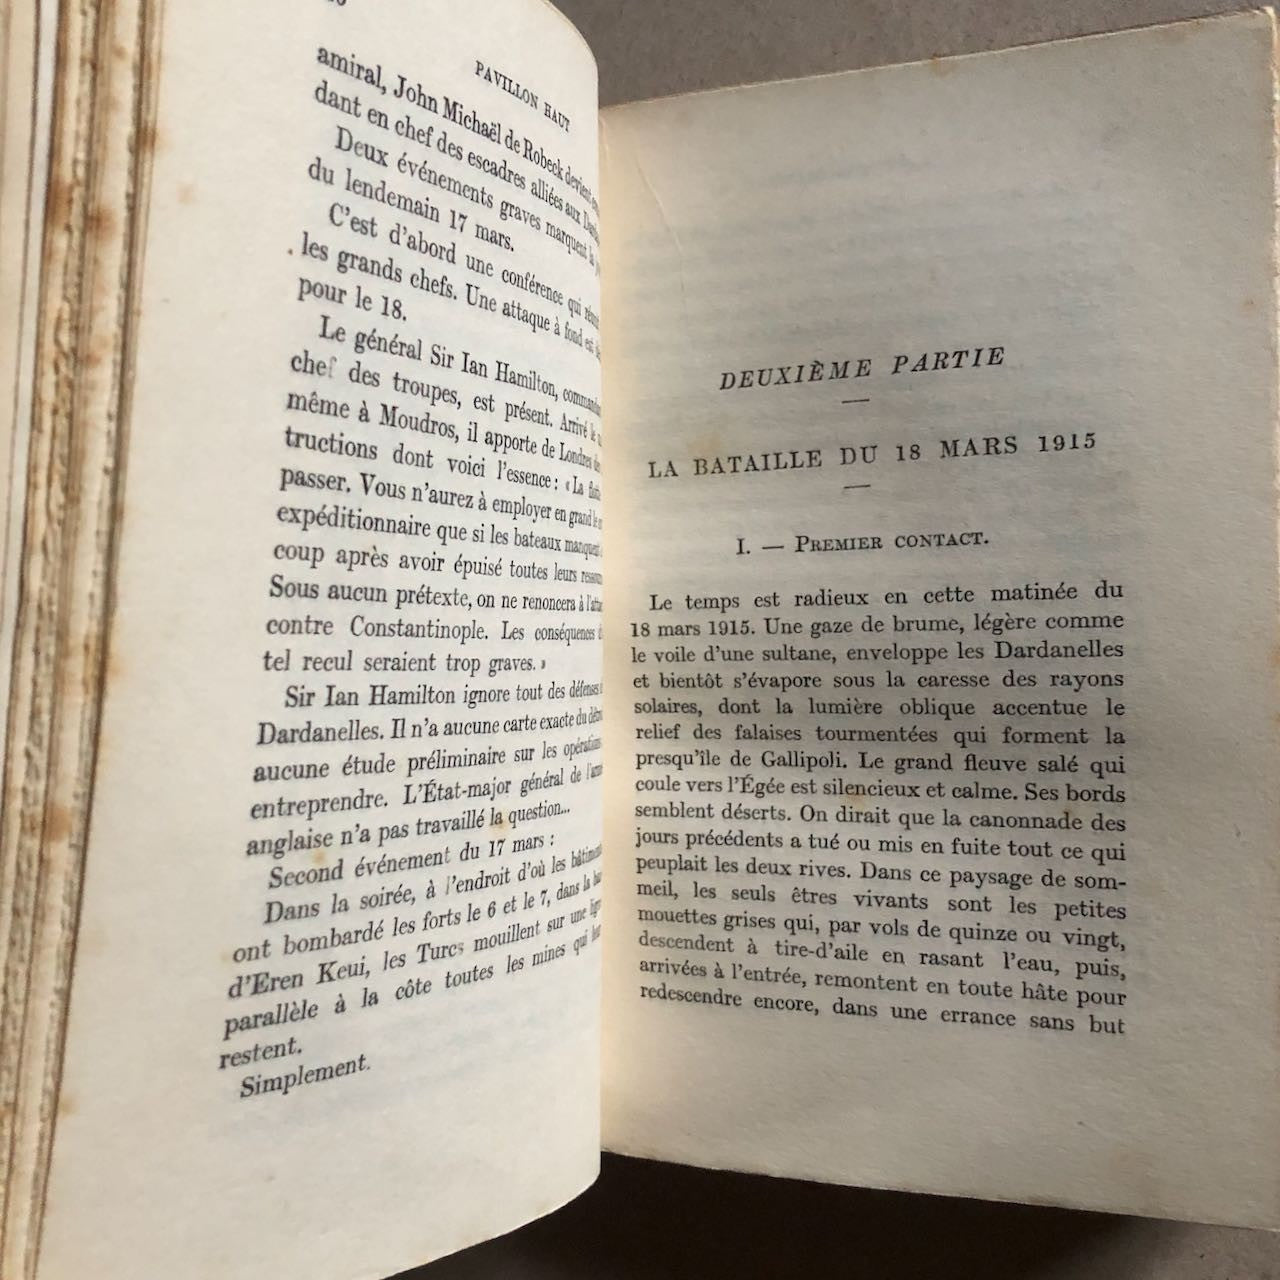 PAVILLON HAUT
amiral, John Michaël de Robeck devient
dant en chef des escadres alliées aux
Deux événements graves marquent la
du lendemain 17 mars.
C'est d'abord une conférence qui
les grands chefs. Une attaque à fond est
pour le 18.
Le général Sir Ian Hamilton,
chef des troupes, est présent. Arrivé le
même à Moudros, il apporte de Londres
tructions dont voici l'essence : « La
passer. Vous n'aurez à employer en grand le
expéditionnaire que si les bateaux manquent
coup après avoir épuisé toutes leurs
Sous aucun prétexte, on ne renoncera à
contre Constantinople. Les conséquences
tel recul seraient trop graves. »
Sir Ian Hamilton ignore tout des défenses
Dardanelles. Il n'a aucune carte exacte du
aucune étude préliminaire sur les opérations
entreprendre. L'État-major général de
anglaise n'a pas travaillé la question...
Second événement du 17 mars :
Dans la soirée, à l'endroit d'où les
ont bombardé les forts le 6 et le 7, dans la
d'Eren Keui, les Turcs mouillent sur une
parallèle à la côte toutes les mines qui
restent.
Simplement.
DEUXIÈME PARTIE
LA BATAILLE DU 18 MARS 1915
I. — PREMIER CONTACT.
Le temps est radieux en cette matinée du
18 mars 1915. Une gaze de brume, légère comme
le voile d'une sultane, enveloppe les Dardanelles
et bientôt s'évapore sous la caresse des rayons
solaires, dont la lumière oblique accentue le
relief des falaises tourmentées qui forment la
presqu'île de Gallipoli. Le grand fleuve salé qui
coule vers l'Égée est silencieux et calme. Ses bords
semblent déserts. On dirait que la canonnade des
jours précédents a tué ou mis en fuite tout ce qui
peuplait les deux rives. Dans ce paysage de som-
meil, les seuls êtres vivants sont les petites
mouettes grises qui, par vols de quinze ou vingt,
descendent à tire-d'aile en rasant l'eau, puis,
arrivées à l'entrée, remontent en toute hâte pour
redescendre encore, dans une errance sans but